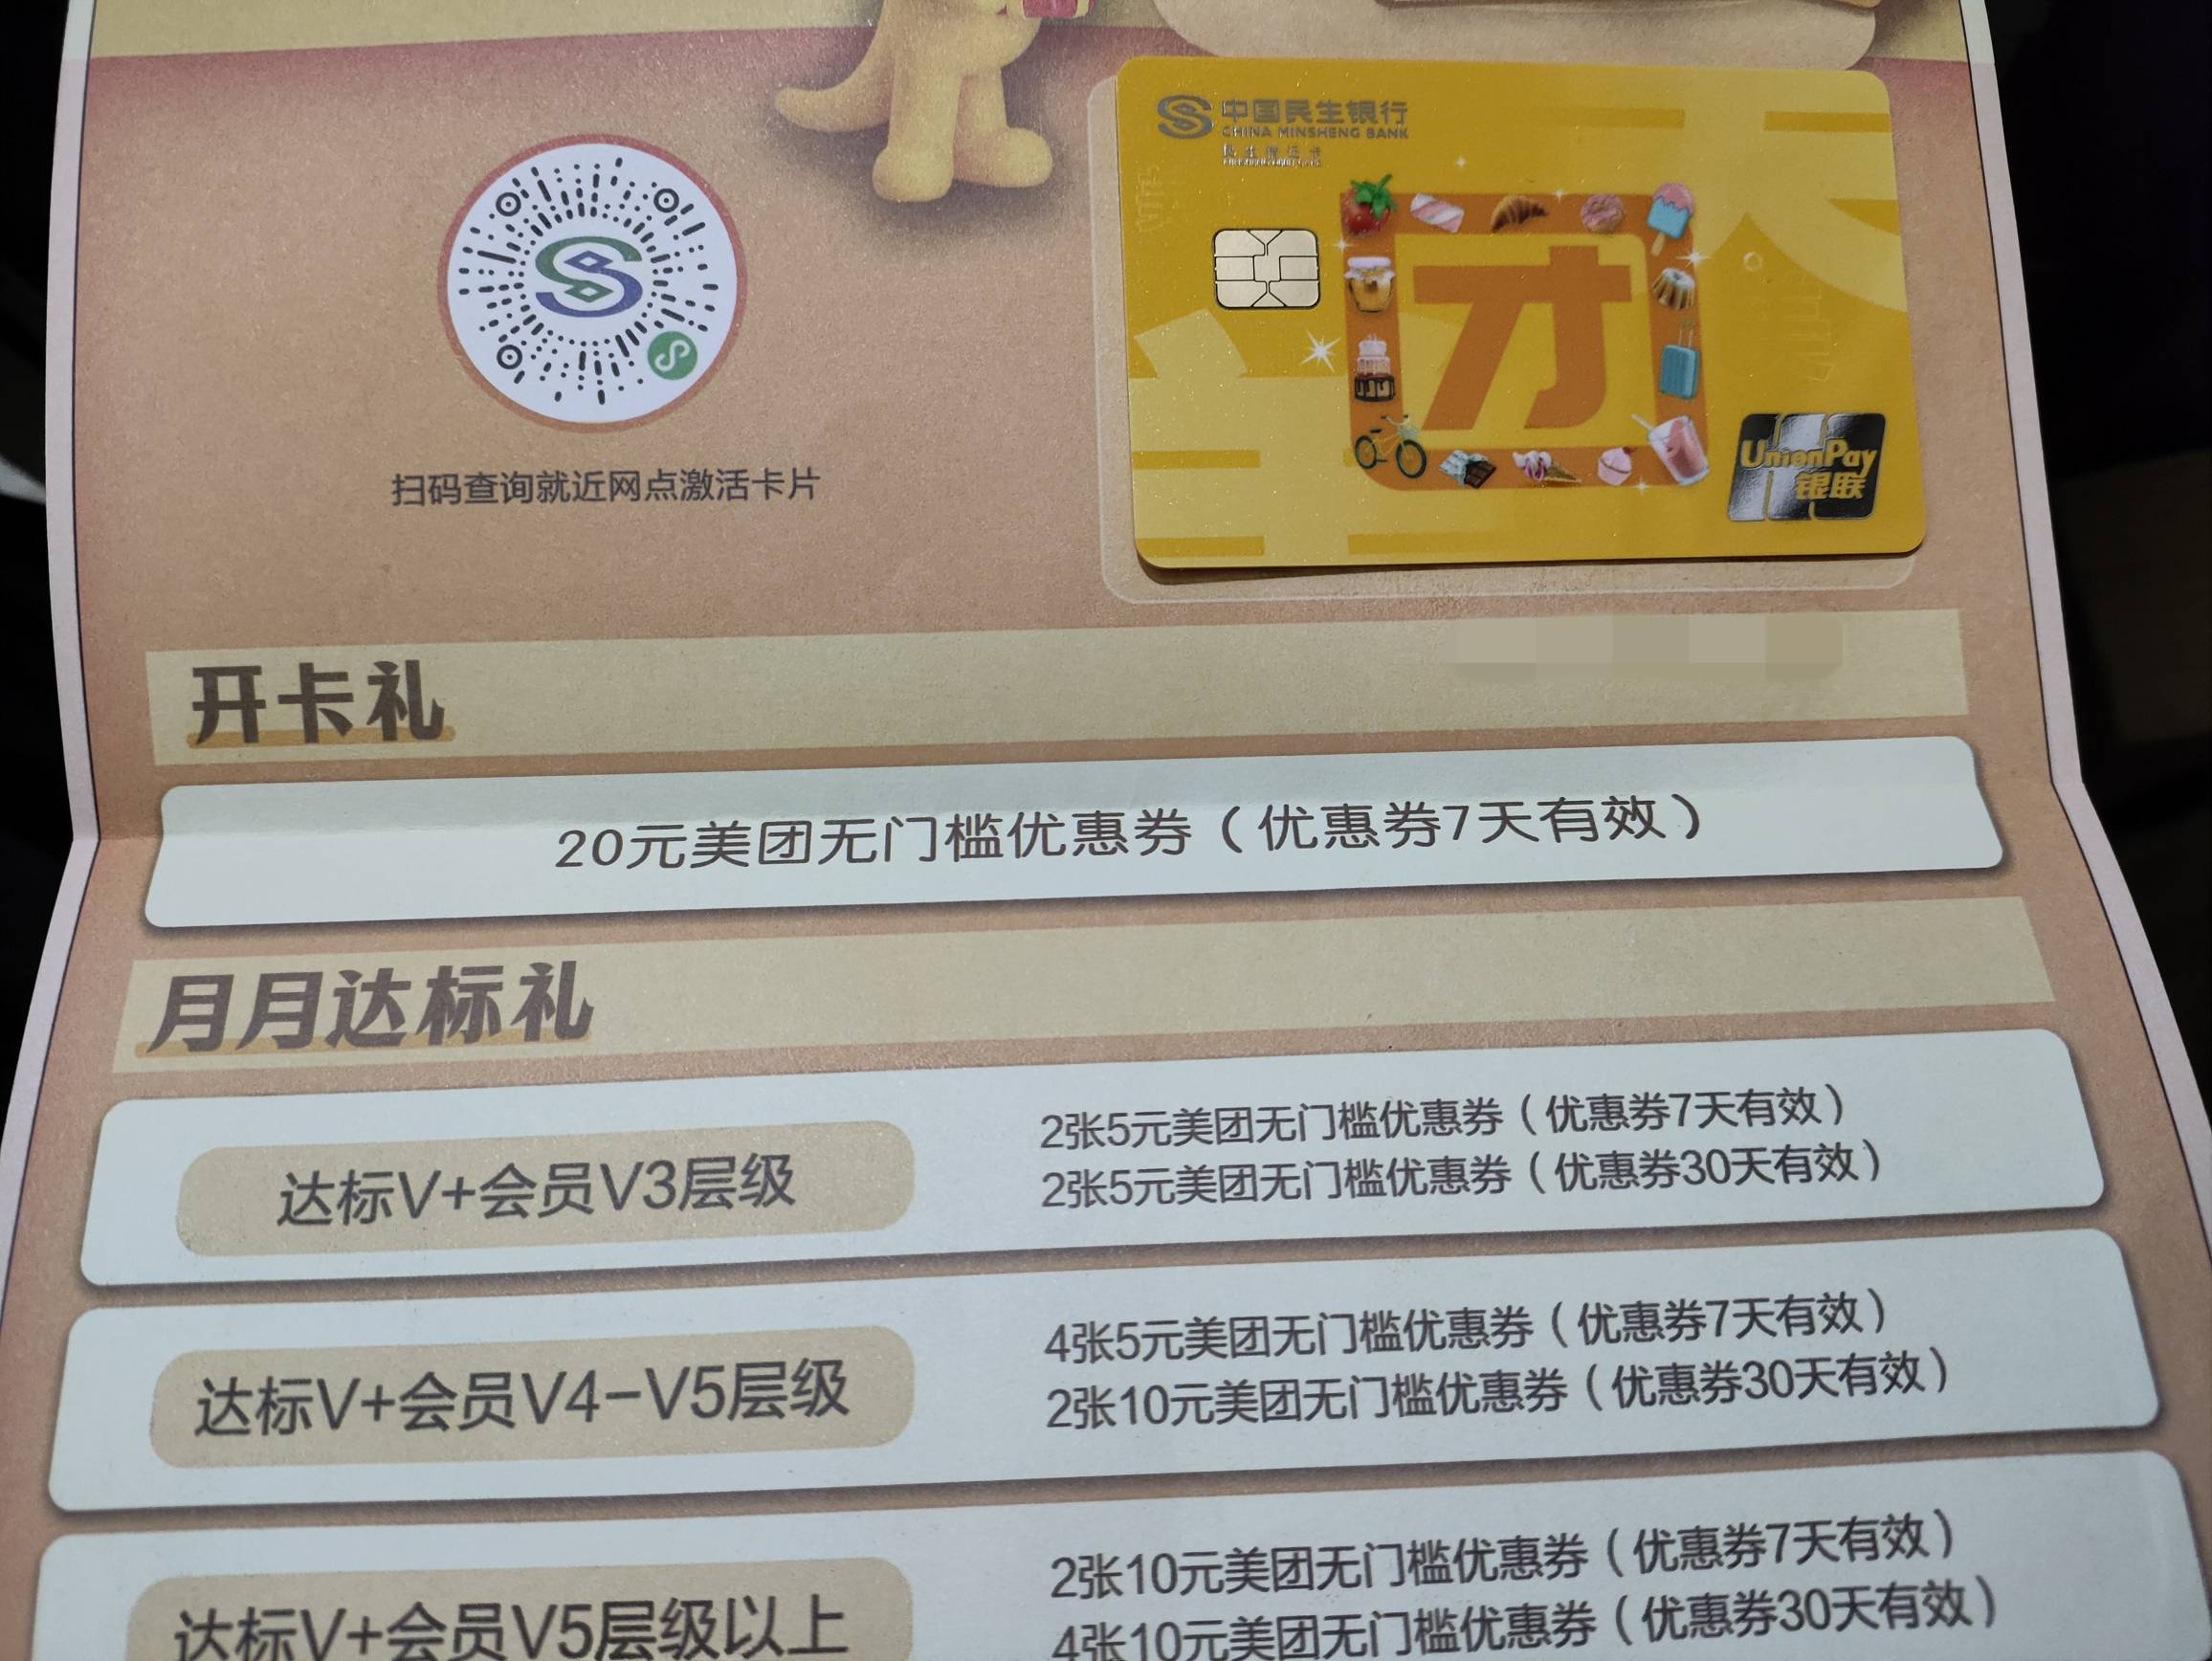 中国民生银行
CHINA MINSHENG BANK
团
UnionPay
银联
扫码查询就近网点激活卡片
开卡礼
20元美团无门槛优惠券（优惠券7天有效）
月月达标礼
达标V+会员V3层级
2张5元美团无门槛优惠券（优惠券7天有效）
2张5元美团无门槛优惠券（优惠券30天有效）
达标V+会员V4-V5层级
4张5元美团无门槛优惠券（优惠券7天有效）
2张10元美团无门槛优惠券（优惠券30天有效）
达标V+会员V5层级以上
2张10元美团无门槛优惠券（优惠券7天有效）
4张10元美团无门槛优惠券（优惠券30天有效）